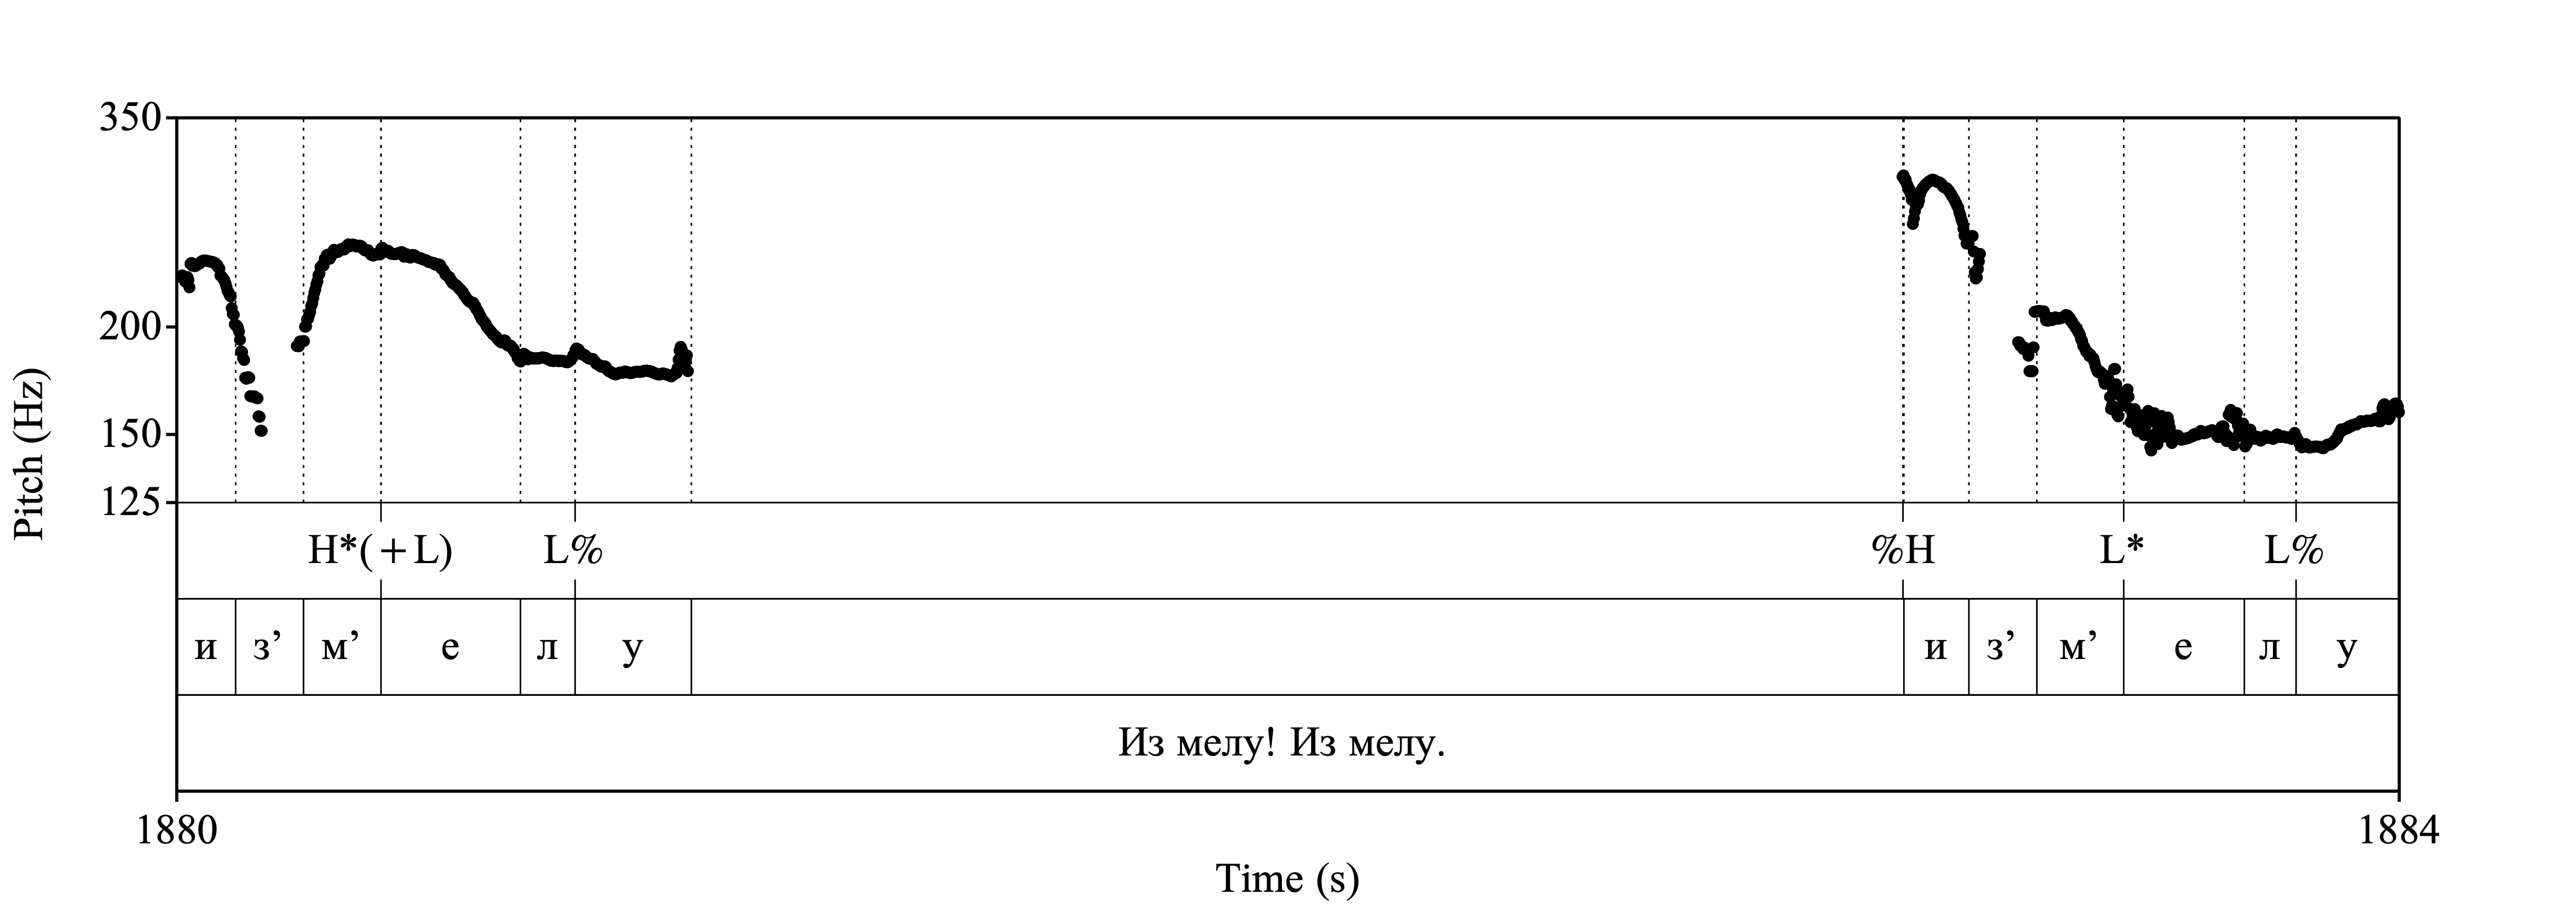 350
200
150
125
Pitch (Hz)
H*(+L) L% %H L* L%
и з’ м’ е л у и з’ м’ е л у
Из мелу! Из мелу.
1880 1884
Time (s)